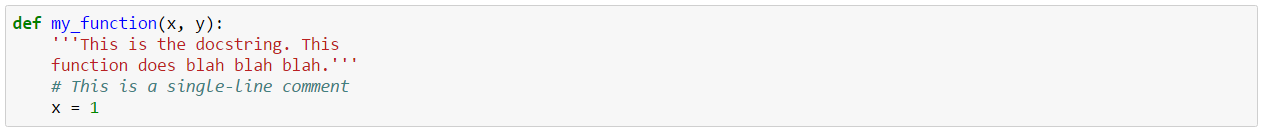 def my_function(x, y):
    '''This is the docstring. This
    function does blah blah blah.'''
    # This is a single-line comment
    x = 1